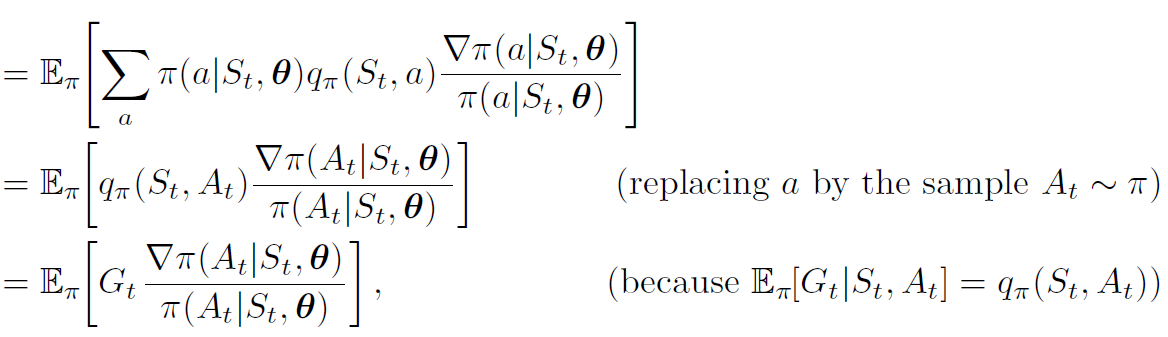 = 𝔼_π[∑_a π(a|S_t, 𝜽)q_π(S_t, a) ∇π(a|S_t, 𝜽)/π(a|S_t, 𝜽)]
= 𝔼_π[q_π(S_t, A_t) ∇π(A_t|S_t, 𝜽)/π(A_t|S_t, 𝜽)] (replacing a by the sample A_t ∼ π)
= 𝔼_π[G_t ∇π(A_t|S_t, 𝜽)/π(A_t|S_t, 𝜽)], (because 𝔼_π[G_t|S_t, A_t] = q_π(S_t, A_t))